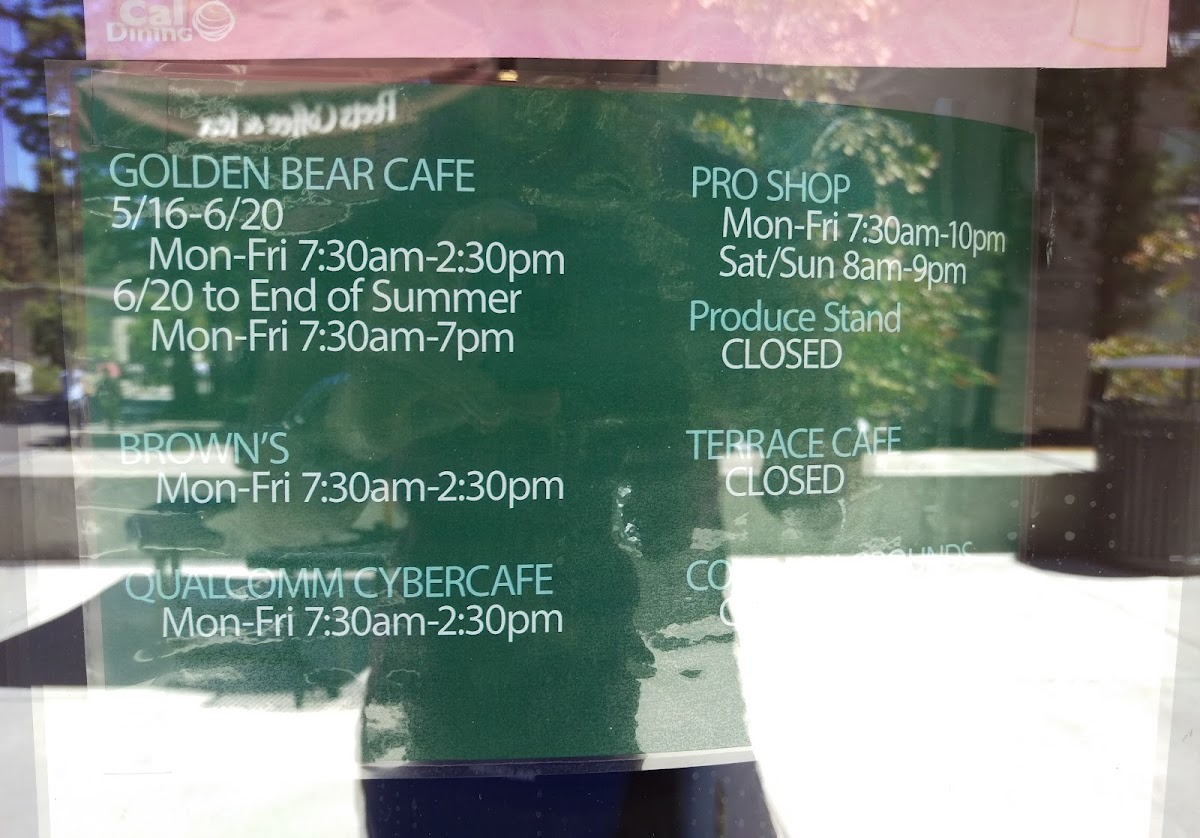 Cal
Dining
Peets Coffee & Tea
GOLDEN BEAR CAFE
5/16-6/20
Mon-Fri 7:30am-2:30pm
6/20 to End of Summer
Mon-Fri 7:30am-7pm
BROWN'S
Mon-Fri 7:30am-2:30pm
QUALCOMM CYBERCAFE
Mon-Fri 7:30am-2:30pm
PRO SHOP
Mon-Fri 7:30am-10pm
Sat/Sun 8am-9pm
Produce Stand
CLOSED
TERRACE CAFE
CLOSED